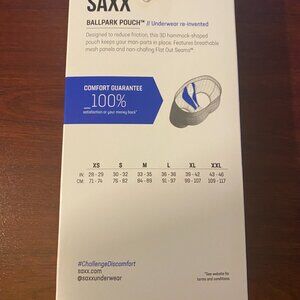 SAXX
BALLPARK POUCH™ // Underwear re-invented
Designed to reduce friction, this 3D hammock-shaped
pouch keeps your man-parts in place. Features breathable
mesh panels and non-chafing Flat Out Seams™.
COMFORT GUARANTEE
_100%
satisfaction or your money back*
XS S M L XL XXL
IN 28 - 29 30 - 32 33 - 35 36 - 38 39 - 42 43 - 46
CM 71 - 74 75 - 82 84 - 89 91 - 97 99 - 107 109 - 117
#ChallengeDiscomfort
saxx.com
@saxxunderwear
*See website for
terms and conditions.